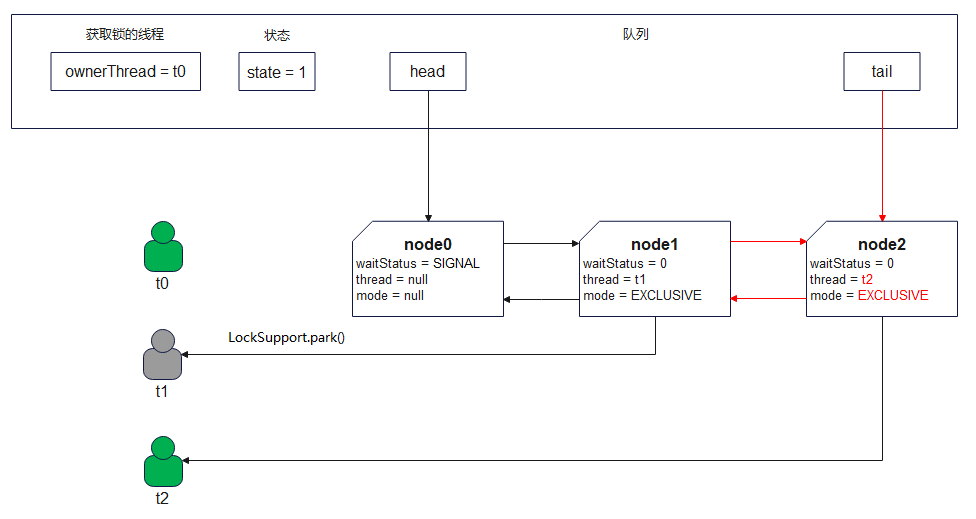 获取锁的线程
状态
队列
ownerThread = t0
state = 1
head
tail
node0
waitStatus = SIGNAL
thread = null
mode = null
node1
waitStatus = 0
thread = t1
mode = EXCLUSIVE
node2
waitStatus = 0
thread = t2
mode = EXCLUSIVE
t0
LockSupport.park()
t1
t2